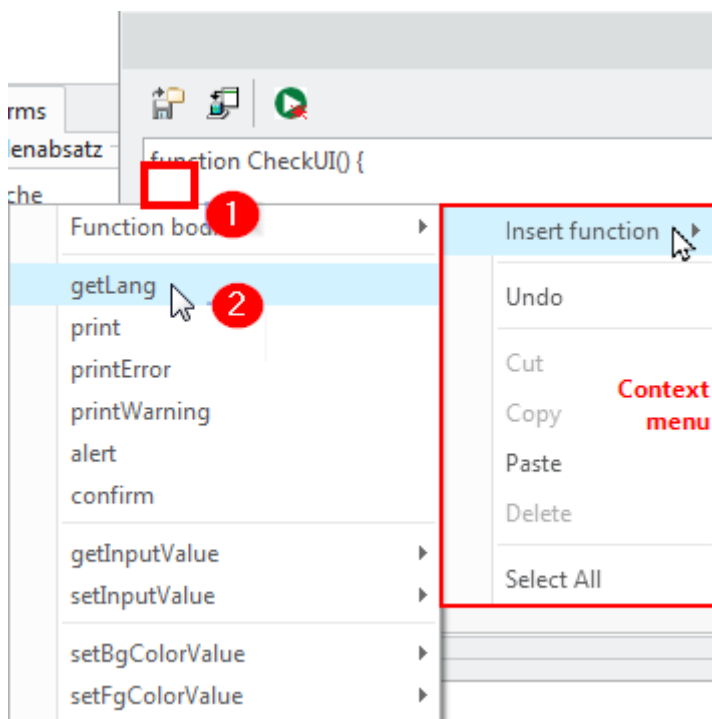 rms
lenabsatz
che
function CheckUI() {
1
Function
getLang
2
print
printError
printWarning
alert
confirm
getInputValue
setInputValue
setBgColorValue
setFgColorValue
Insert function
Undo
Cut
Copy
Paste
Delete
Select All
Context
menu